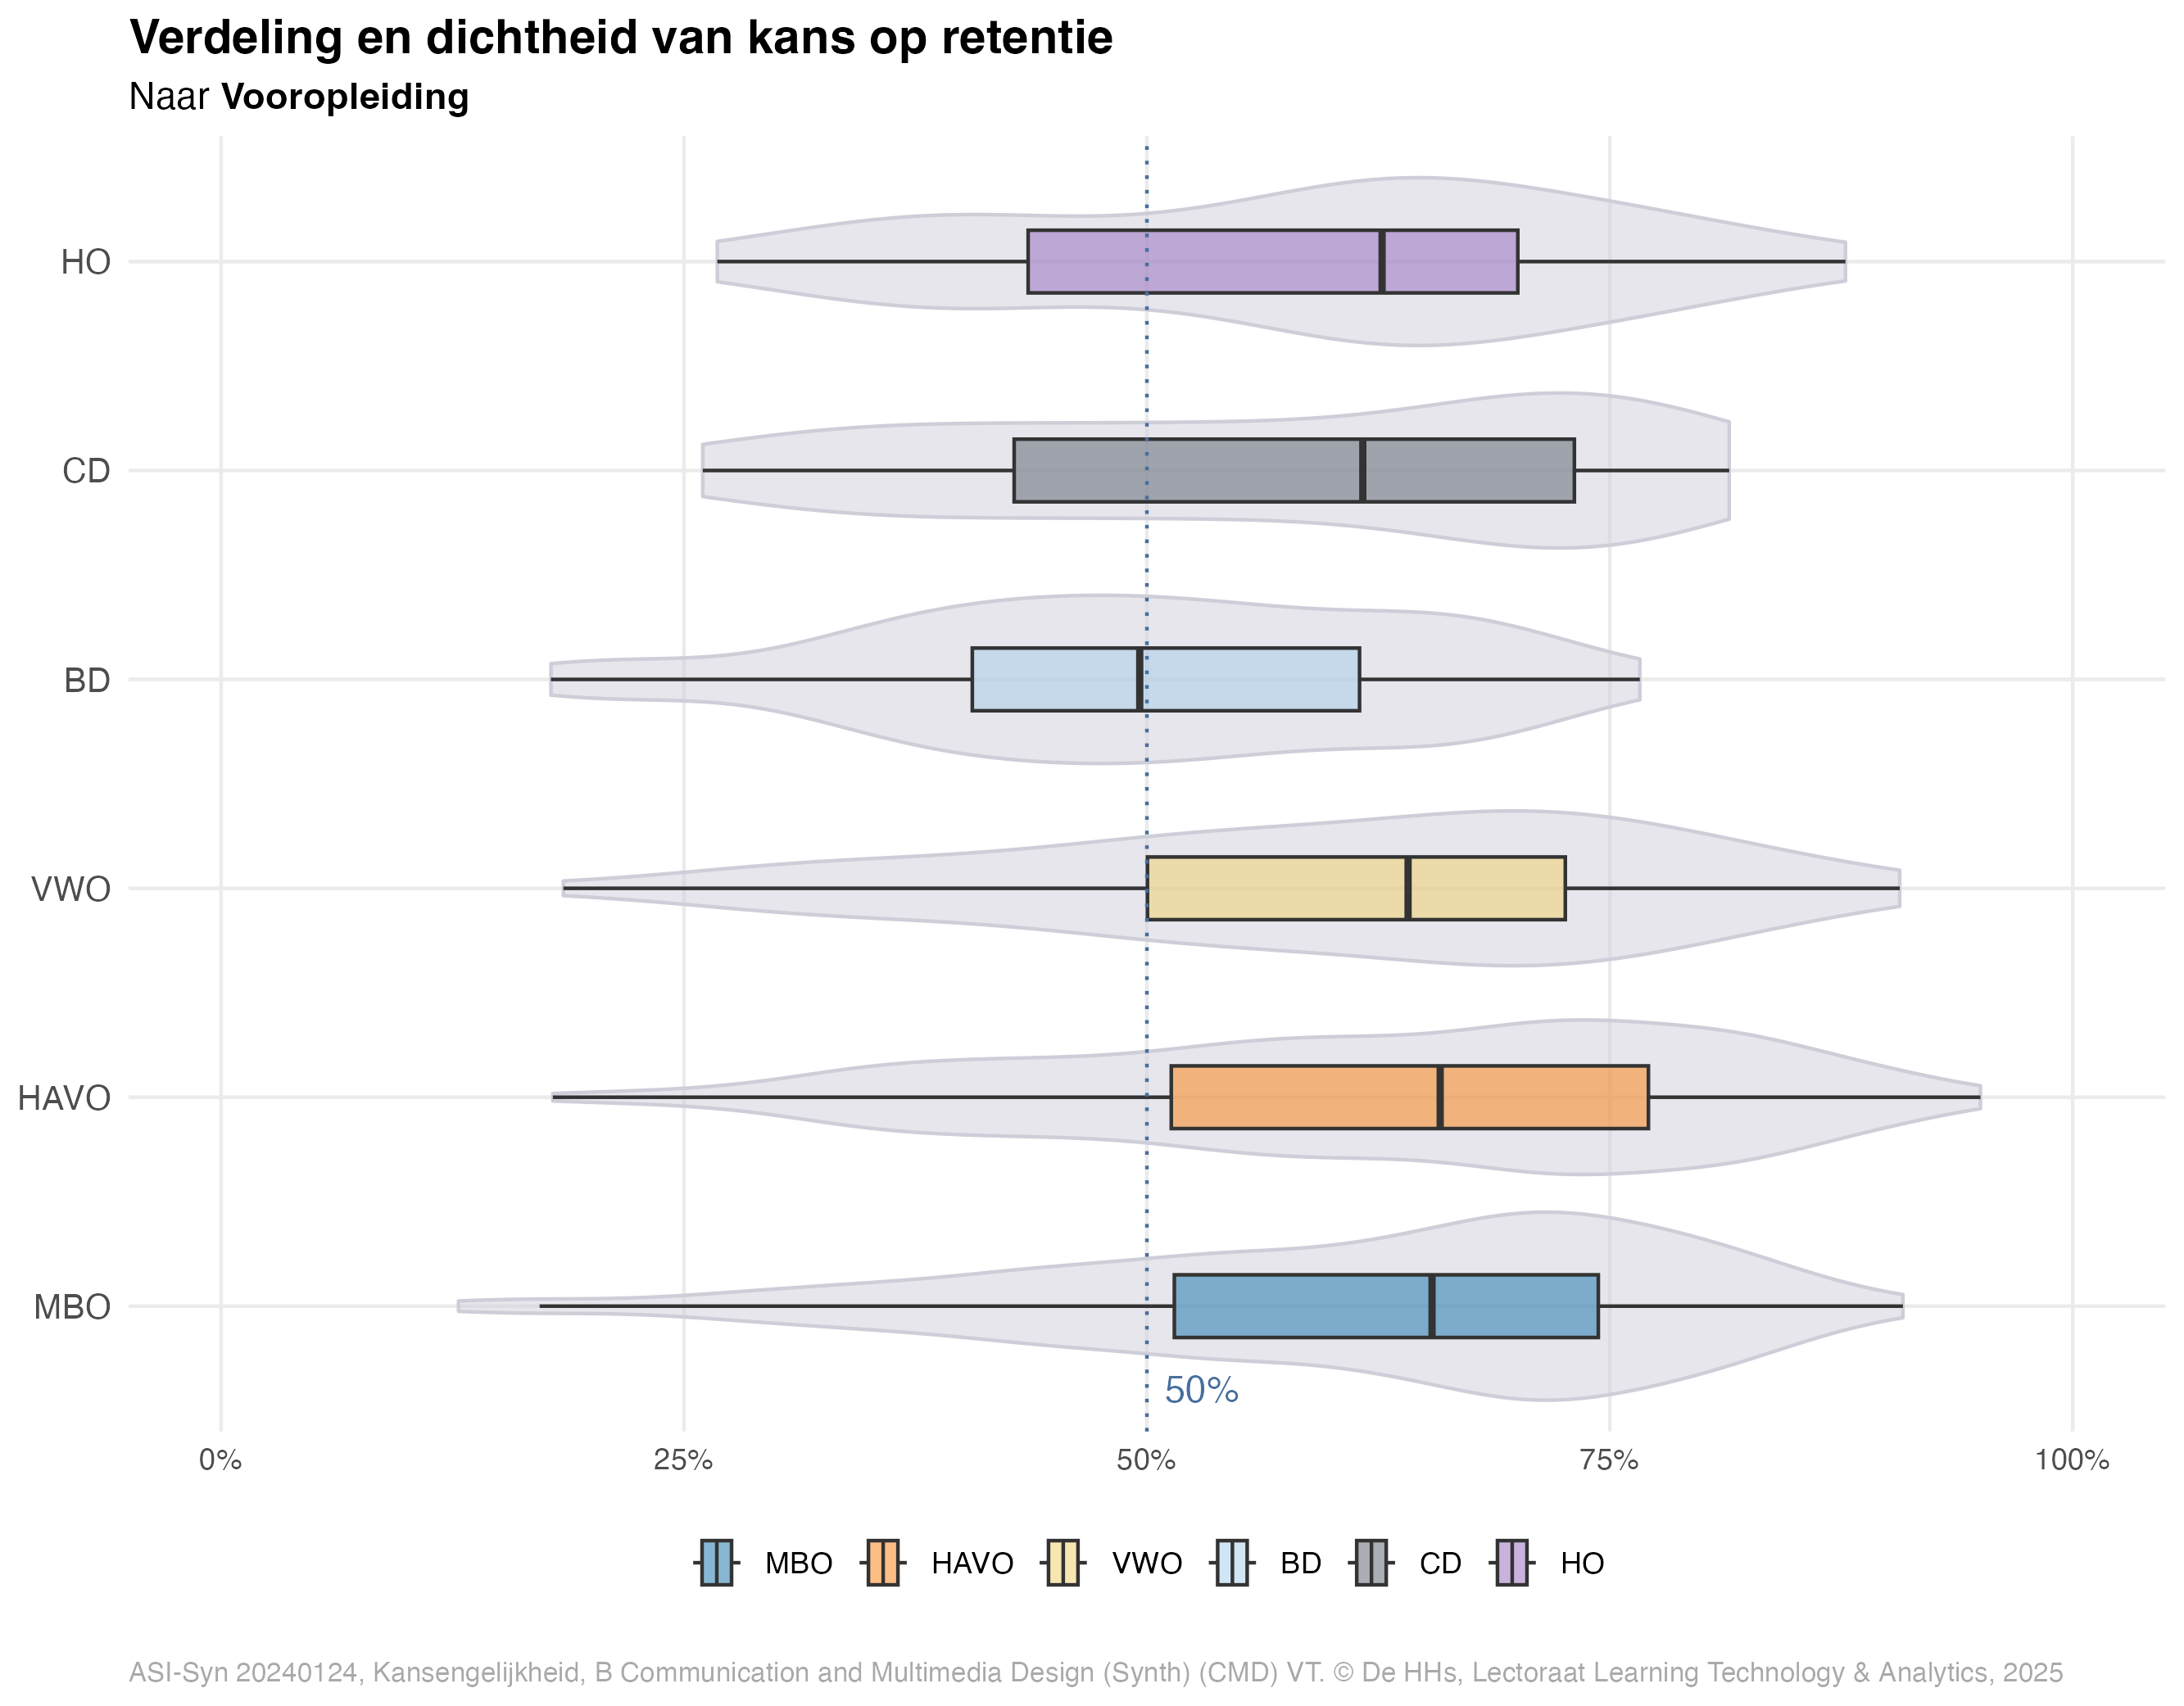 Verdeling en dichtheid van kans op retentie
Naar Vooropleiding
HO
CD
BD
VWO
HAVO
MBO
50%
0% 25% 50% 75% 100%
MBO HAVO VWO BD CD HO
ASI-Syn 20240124, Kansengelijkheid, B Communication and Multimedia Design (Synth) (CMD) VT. © De HHs, Lectoraat Learning Technology & Analytics, 2025